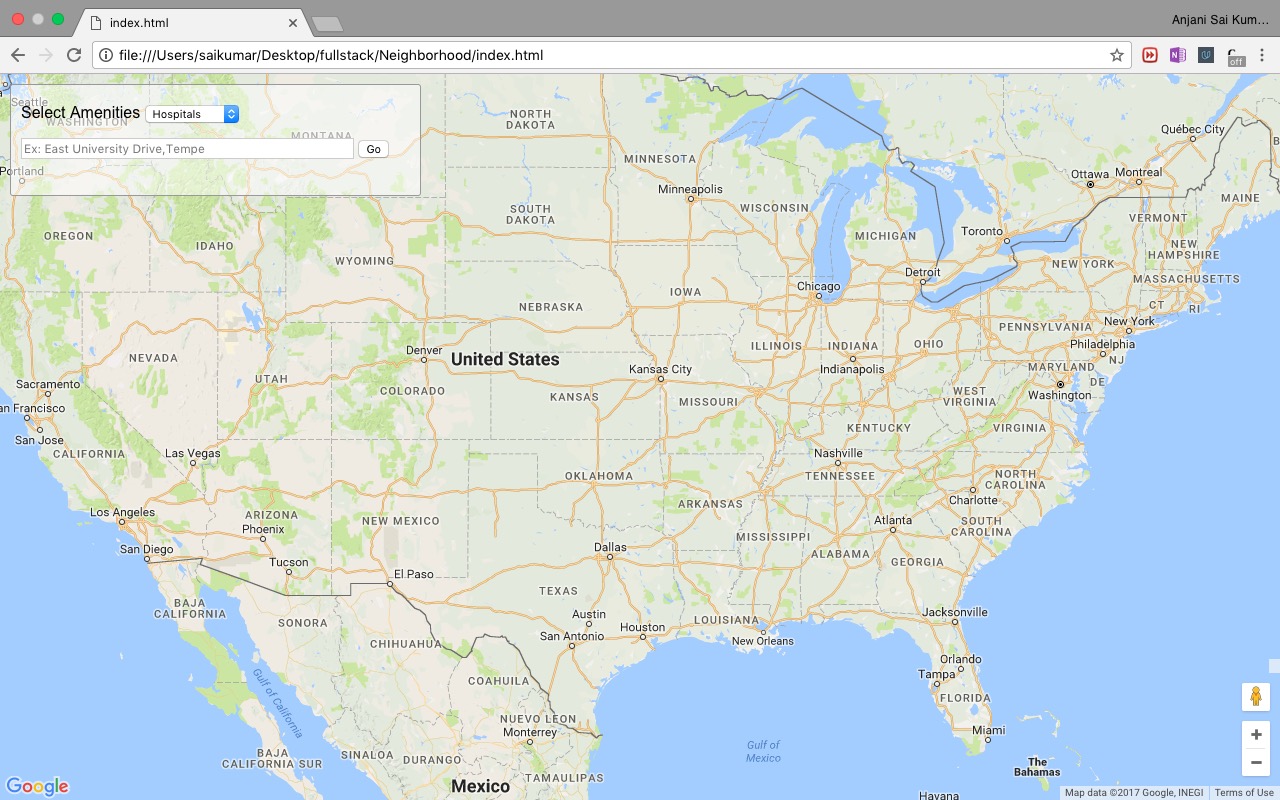 index.html
Anjani Sai Kum...
file:///Users/saikumar/Desktop/fullstack/Neighborhood/index.html
off
Seattle
Select Amenities Hospitals
WASHINGTON
MONTANA
Ex: East University Drive,Tempe Go
Portland
NORTH
DAKOTA
MINNESOTA
Minneapolis
SOUTH
DAKOTA
WISCONSIN
MICHIGAN
Québec City
Ottawa
Montreal
MAINE
VERMONT
Toronto
NEW
HAMPSHIRE
OREGON
IDAHO
WYOMING
Detroit
NEW YORK
MASSACHUSETTS
CT
RI
Chicago
IOWA
NEBRASKA
PENNSYLVANIA
New York
ILLINOIS
INDIANA
OHIO
Philadelphia
NJ
NEVADA
Denver
United States
UTAH
COLORADO
Kansas City
Indianapolis
MARYLAND
DE
Washington
Sacramento
an Francisco
San Jose
CALIFORNIA
KANSAS
MISSOURI
WEST
VIRGINIA
KENTUCKY
VIRGINIA
Las Vegas
Nashville
TENNESSEE
OKLAHOMA
NORTH
CAROLINA
Charlotte
ARKANSAS
Los Angeles
ARIZONA
Phoenix
NEW MEXICO
Atlanta
SOUTH
CAROLINA
MISSISSIPPI
San Diego
Tucson
Dallas
ALABAMA
GEORGIA
El Paso
TEXAS
BAJA
CALIFORNIA
SONORA
Austin
San Antonio
Houston
LOUISIANA
New Orleans
Jacksonville
CHIHUAHUA
COAHUILA
Gulf of California
Orlando
Tampa
FLORIDA
NUEVO LEON
Monterrey
Miami
Gulf of
Mexico
BAJA
CALIFORNIA SUR
SINALOA
DURANGO
The
Bahamas
TAMAULIPAS
Google
Mexico
Havana
Map data ©2017 Google, INEGI Terms of Use